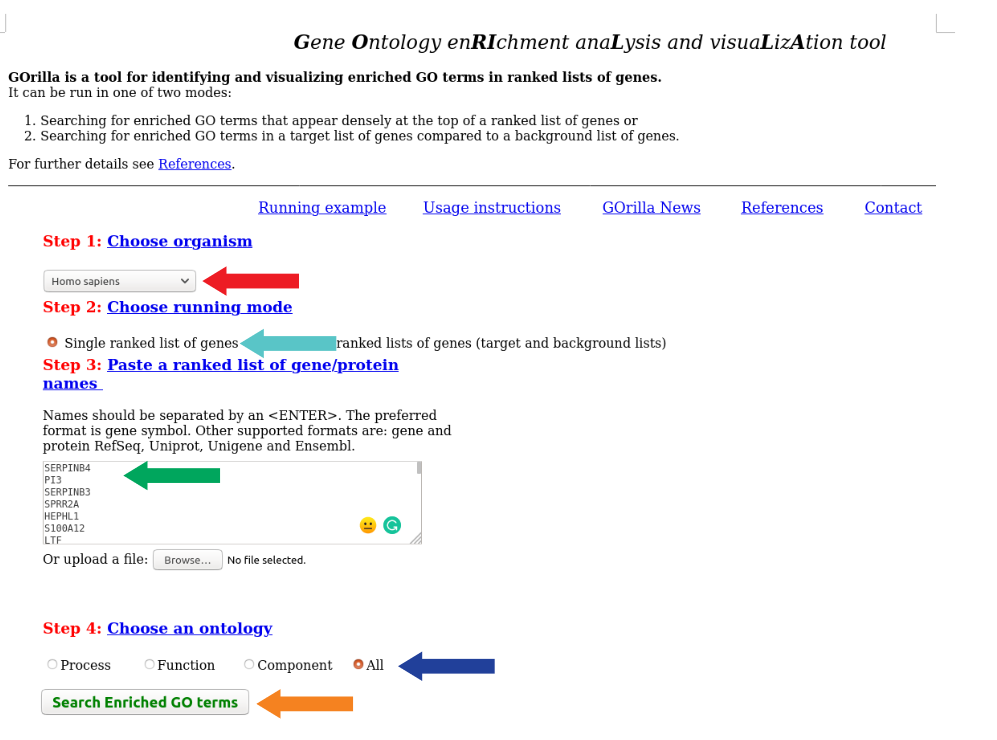 Gene Ontology enRIchment anaLysis and visuaLizAtion tool
GOrilla is a tool for identifying and visualizing enriched GO terms in ranked lists of genes.
It can be run in one of two modes:
1. Searching for enriched GO terms that appear densely at the top of a ranked list of genes or
2. Searching for enriched GO terms in a target list of genes compared to a background list of genes.
For further details see References.
Running example Usage instructions GOrilla News References Contact
Step 1: Choose organism
Homo sapiens
Step 2: Choose running mode
Single ranked list of genes ranked lists of genes (target and background lists)
Step 3: Paste a ranked list of gene/protein
names
Names should be separated by an <ENTER>. The preferred
format is gene symbol. Other supported formats are: gene and
protein RefSeq, Uniprot, Unigene and Ensembl.
SERPINB4
PI3
SERPINB3
SPRR2A
HEPHL1
S100A12
LTF
Or upload a file: Browse... No file selected.
Step 4: Choose an ontology
Process Function Component All
Search Enriched GO terms